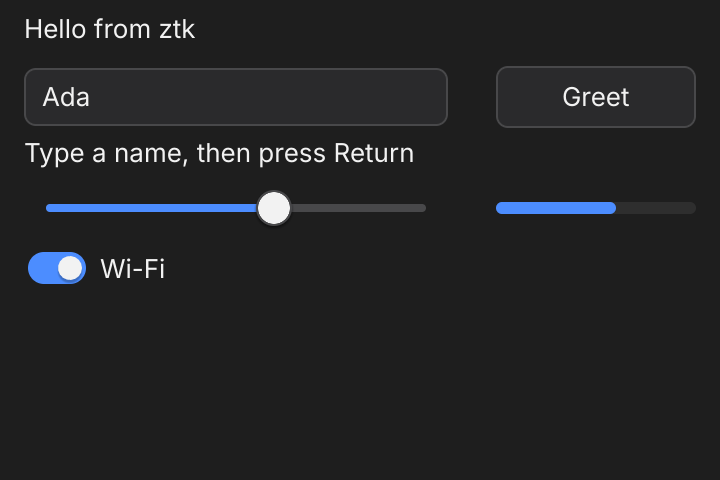 Hello from ztk
Ada
Greet
Type a name, then press Return
Wi-Fi